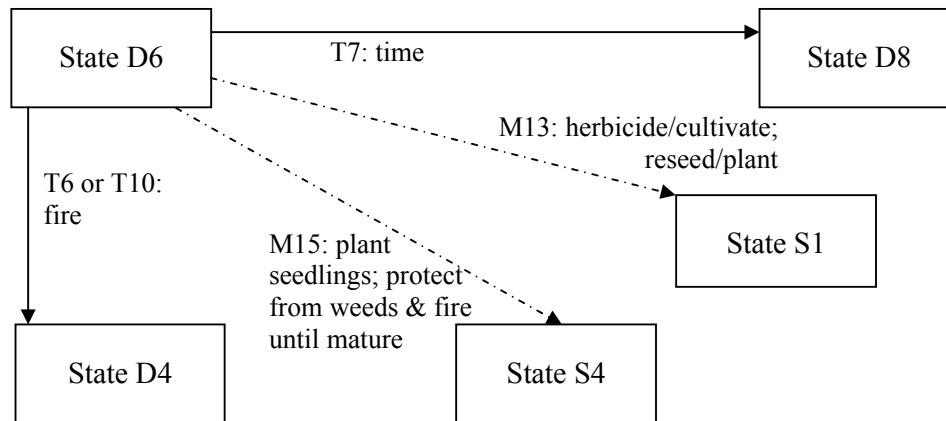 State D6
State D8
T7: time
M13: herbicide/cultivate;
reseed/plant
T6 or T10:
fire
State S1
M15: plant
seedlings; protect
from weeds & fire
until mature
State D4
State S4